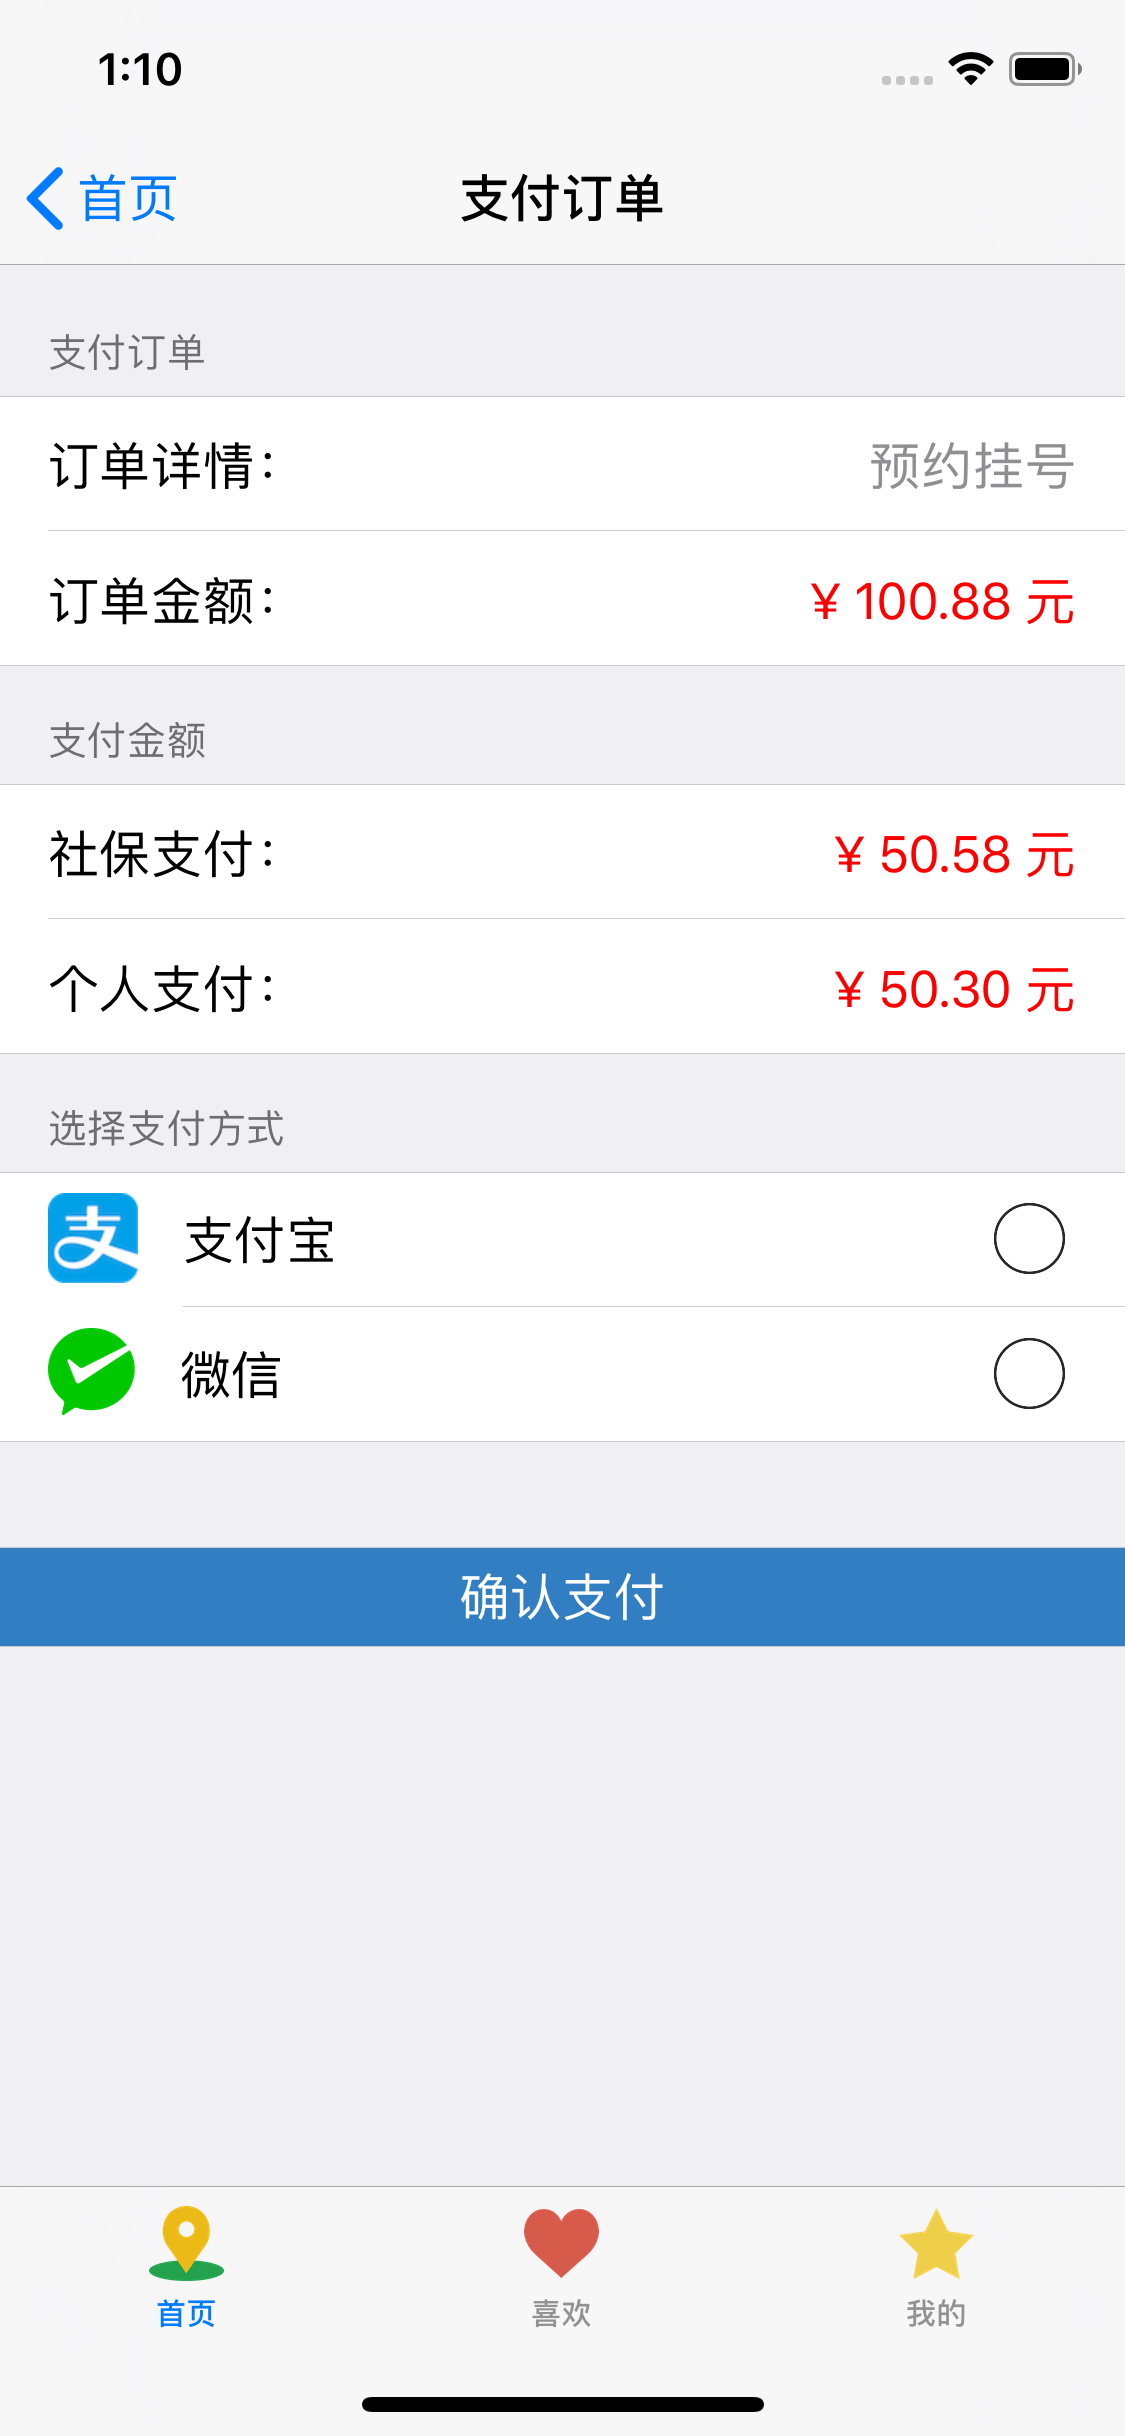 1:10
首页
支付订单
支付订单
订单详情：
预约挂号
订单金额：
¥ 100.88 元
支付金额
社保支付：
¥ 50.58 元
个人支付：
¥ 50.30 元
选择支付方式
支 支付宝
微信
确认支付
首页
喜欢
我的